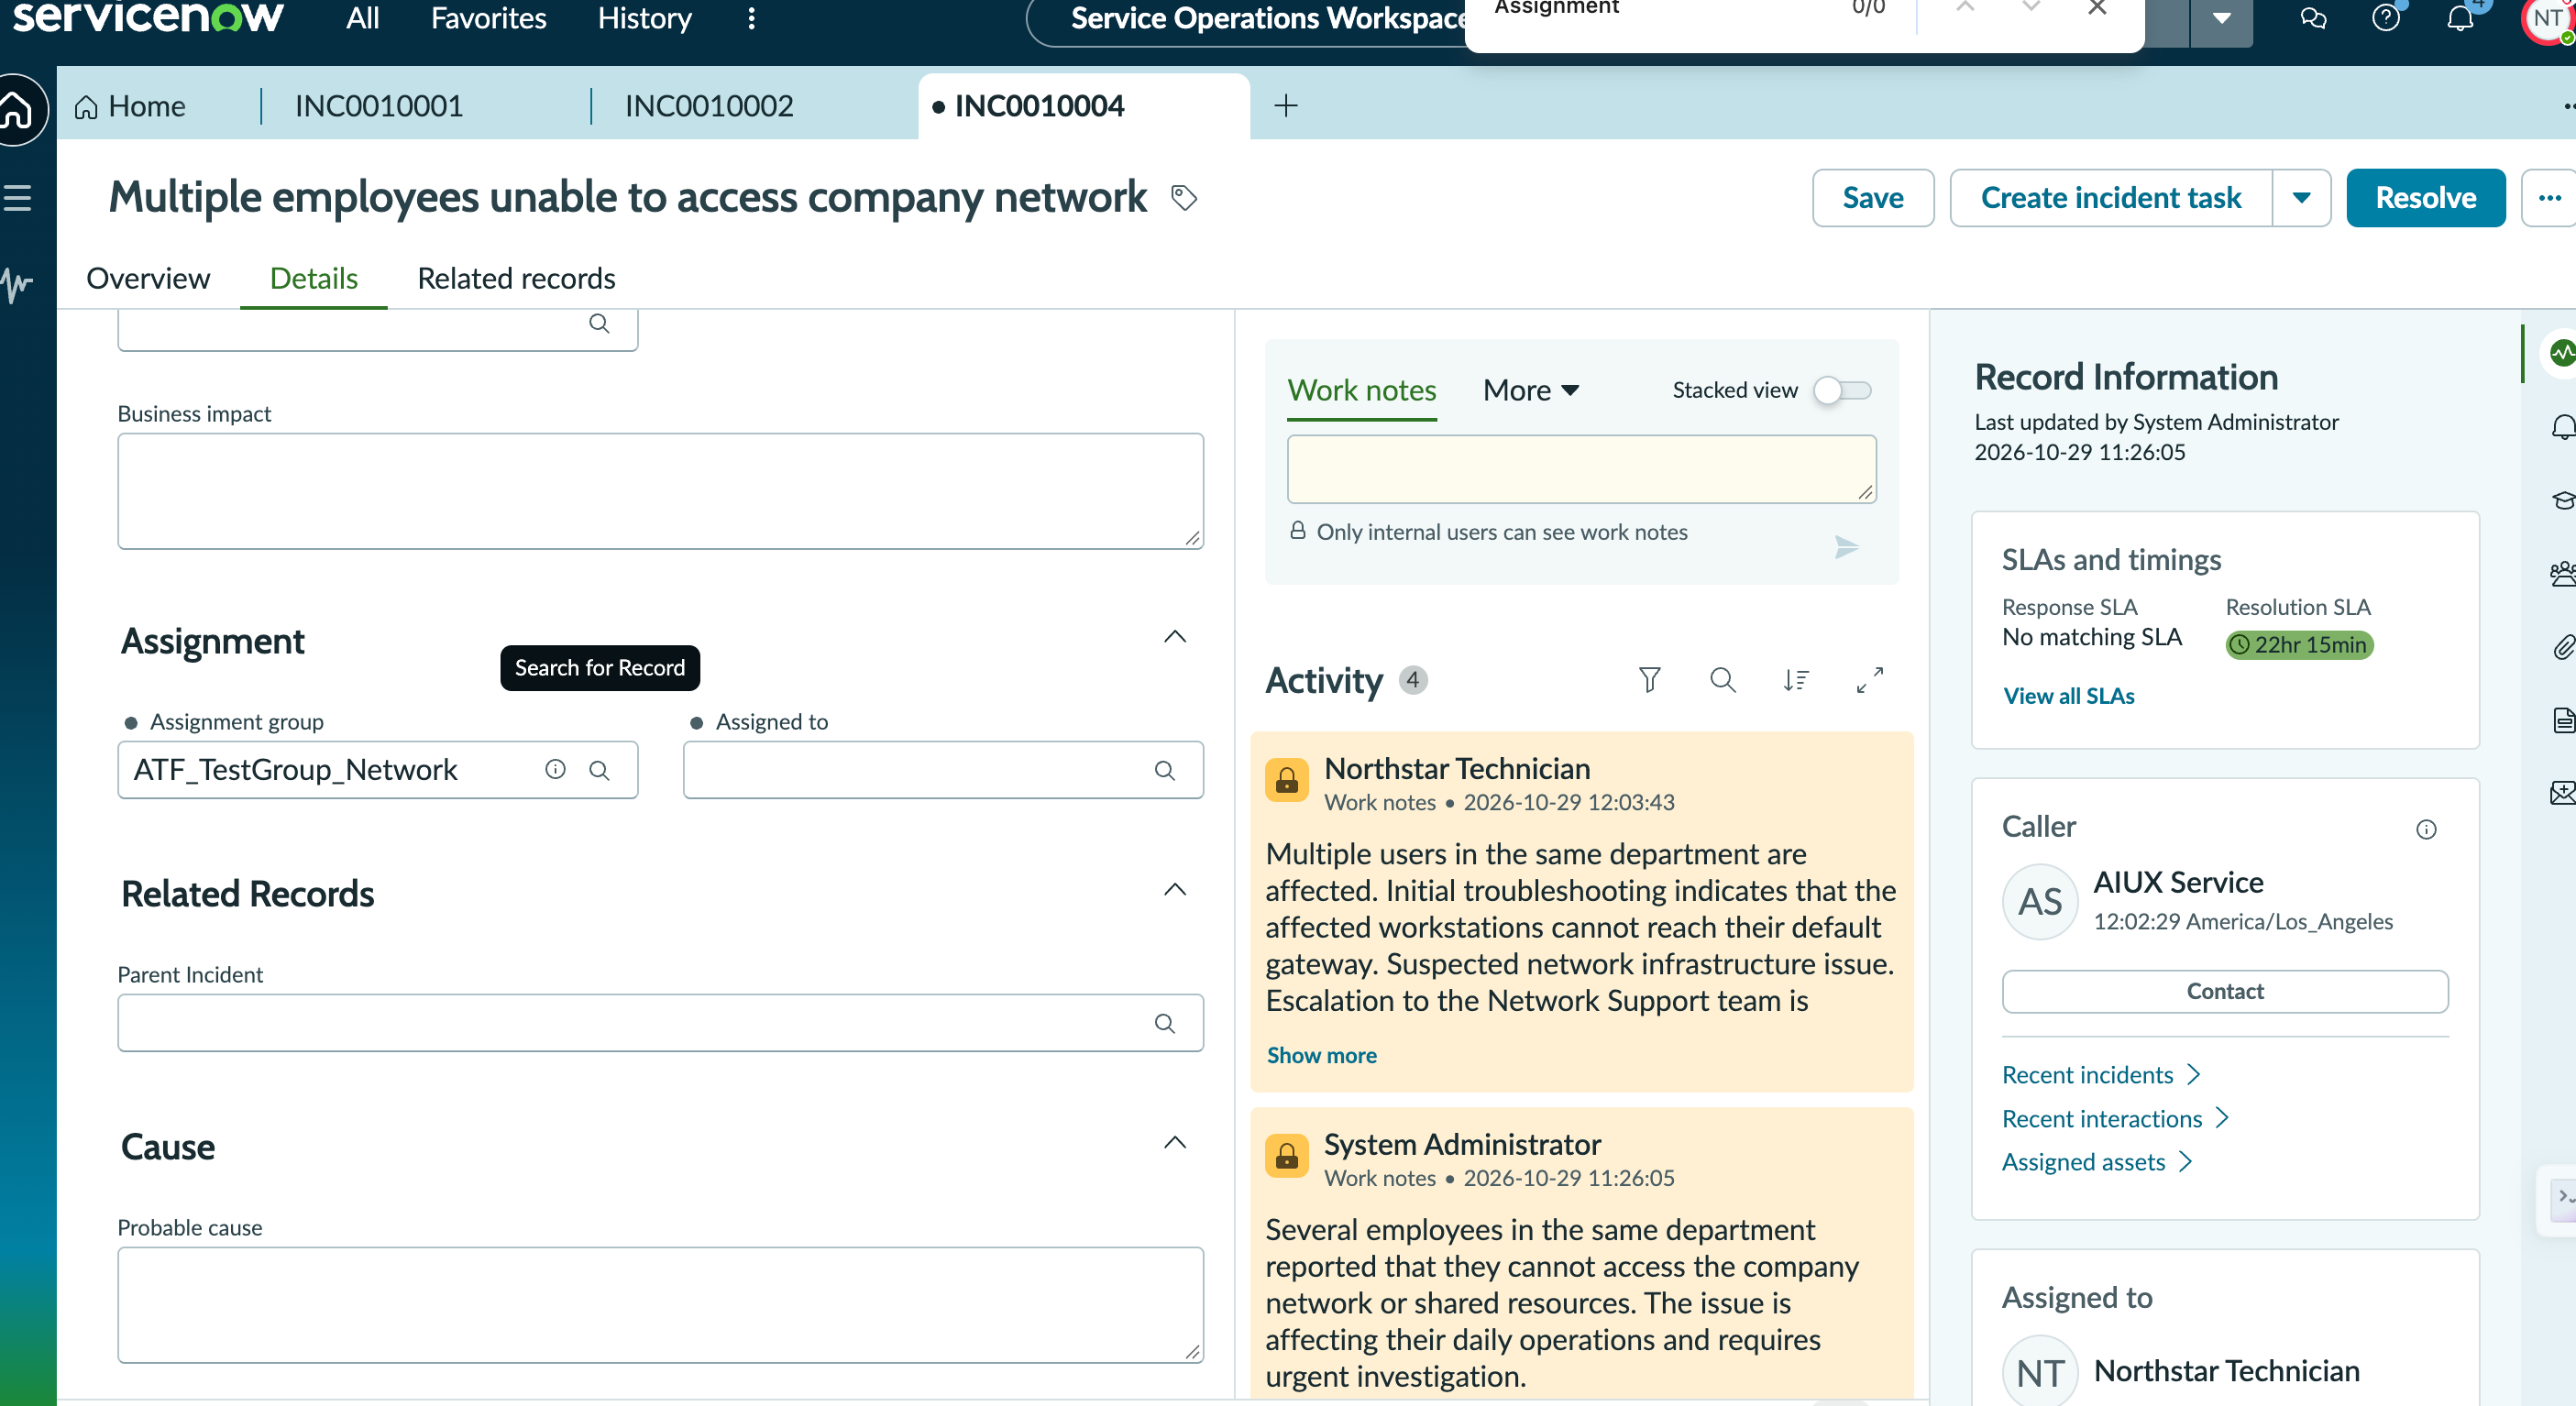 servicenow
All
Favorites
History
Service Operations Workspace
Assignment
0/0
4
NT
Home
INC0010001
INC0010002
INC0010004
Multiple employees unable to access company network
Save
Create incident task
Resolve
Overview
Details
Related records
Business impact
Assignment
Search for Record
Assignment group
Assigned to
ATF_TestGroup_Network
Related Records
Parent Incident
Cause
Probable cause
Work notes
More
Stacked view
Only internal users can see work notes
Activity 4
Northstar Technician
Work notes • 2026-10-29 12:03:43
Multiple users in the same department are
affected. Initial troubleshooting indicates that the
affected workstations cannot reach their default
gateway. Suspected network infrastructure issue.
Escalation to the Network Support team is
Show more
System Administrator
Work notes • 2026-10-29 11:26:05
Several employees in the same department
reported that they cannot access the company
network or shared resources. The issue is
affecting their daily operations and requires
urgent investigation.
Record Information
Last updated by System Administrator
2026-10-29 11:26:05
SLAs and timings
Response SLA
Resolution SLA
No matching SLA
22hr 15min
View all SLAs
Caller
AS
AIUX Service
12:02:29 America/Los_Angeles
Contact
Recent incidents
Recent interactions
Assigned assets
Assigned to
NT
Northstar Technician